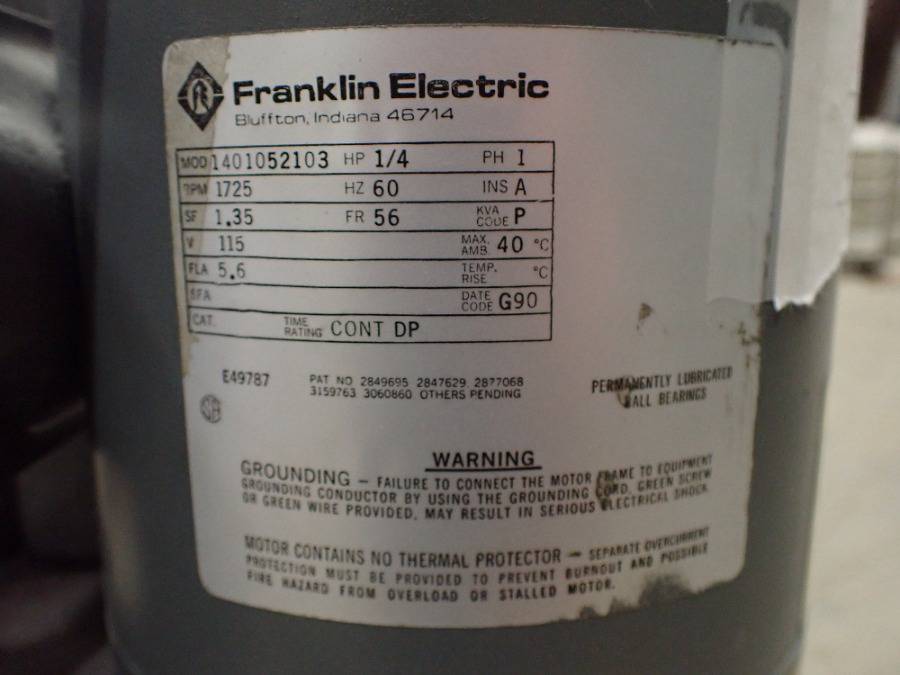 Franklin Electric
Bluffton, Indiana 46714
MOD 1401052103 HP 1/4 PH 1
RPM 1725 HZ 60 INS A
SF 1.35 FR 56 KVA CODE P
V 115 MAX. AMB. 40 °C
FLA 5.6 TEMP. RISE °C
SFA DATE CODE G90
CAT. TIME RATING CONT DP
E49787 PAT NO 2849695 2847629 2877068
3159763 3060860 OTHERS PENDING
PERMANENTLY LUBRICATED
BALL BEARINGS
SA
WARNING
GROUNDING – FAILURE TO CONNECT THE MOTOR FRAME TO EQUIPMENT
GROUNDING CONDUCTOR BY USING THE GROUNDING CORD, GREEN SCREW
OR GREEN WIRE PROVIDED, MAY RESULT IN SERIOUS ELECTRICAL SHOCK.
MOTOR CONTAINS NO THERMAL PROTECTOR – SEPARATE OVERCURRENT
PROTECTION MUST BE PROVIDED TO PREVENT BURNOUT AND POSSIBLE
FIRE HAZARD FROM OVERLOAD OR STALLED MOTOR.